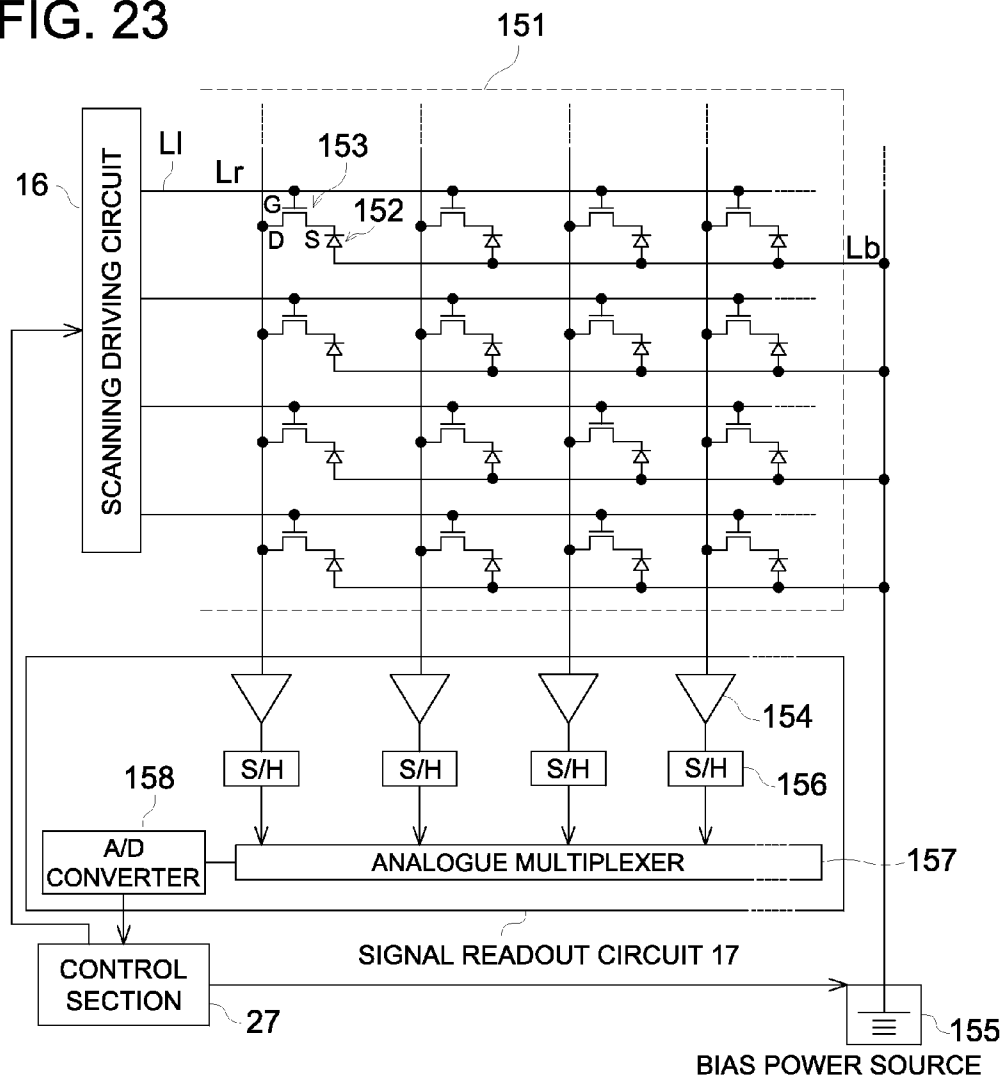 FIG. 23
151
Ll
Lr
16
153
G
152
D
S
Lb
SCANNING DRIVING CIRCUIT
154
S/H
S/H
S/H
S/H
156
158
A/D
CONVERTER
ANALOGUE MULTIPLEXER
157
SIGNAL READOUT CIRCUIT 17
CONTROL
SECTION
27
155
BIAS POWER SOURCE